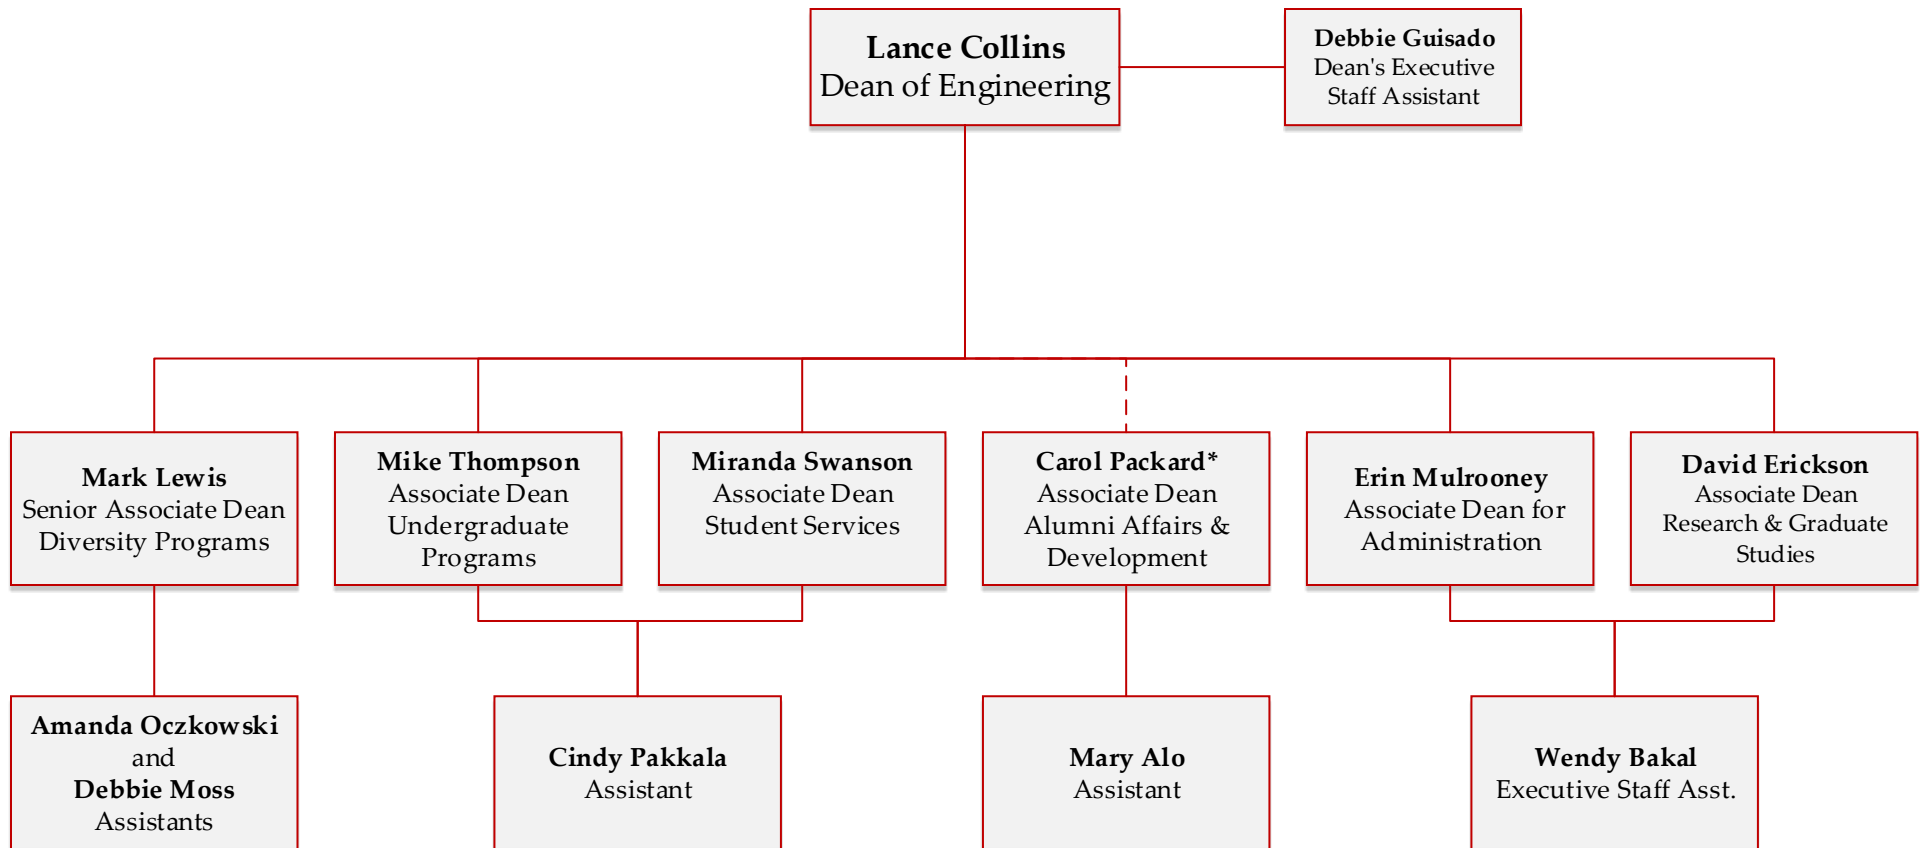 Lance Collins
Dean of Engineering
Debbie Guisado
Dean's Executive
Staff Assistant
Mark Lewis
Senior Associate Dean
Diversity Programs
Mike Thompson
Associate Dean
Undergraduate
Programs
Miranda Swanson
Associate Dean
Student Services
Carol Packard*
Associate Dean
Alumni Affairs &
Development
Erin Mulrooney
Associate Dean for
Administration
David Erickson
Associate Dean
Research & Graduate
Studies
Amanda Oczkowski
and
Debbie Moss
Assistants
Cindy Pakkala
Assistant
Mary Alo
Assistant
Wendy Bakal
Executive Staff Asst.